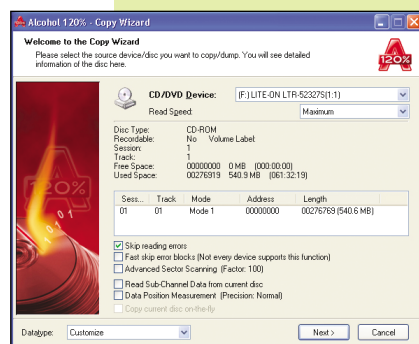 Alcohol 120% - Copy Wizard
Welcome to the Copy Wizard
Please select the source device/disc you want to copy/dump. You will see detailed
information of the disc here.
120%
CD/DVD Device: (F:) LITE-ON LTR-52327S(1:1)
Read Speed: Maximum
Disc Type: CD-ROM
Recordable: No Volume Label:
Session: 1
Track: 1
Free Space: 00000000 0 MB (000:00:00)
Used Space: 00276919 540.9 MB (061:32:19)
Sess... Track Mode Address Length
01 01 Mode 1 00000000 00276769 (540.6 MB)
120%
Skip reading errors
Fast skip error blocks (Not every device supports this function)
Advanced Sector Scanning (Factor: 100)
Read Sub-Channel Data from current disc
Data Position Measurement (Precision: Normal)
Copy current disc on-the-fly
Datatype: Customize
Next >
Cancel